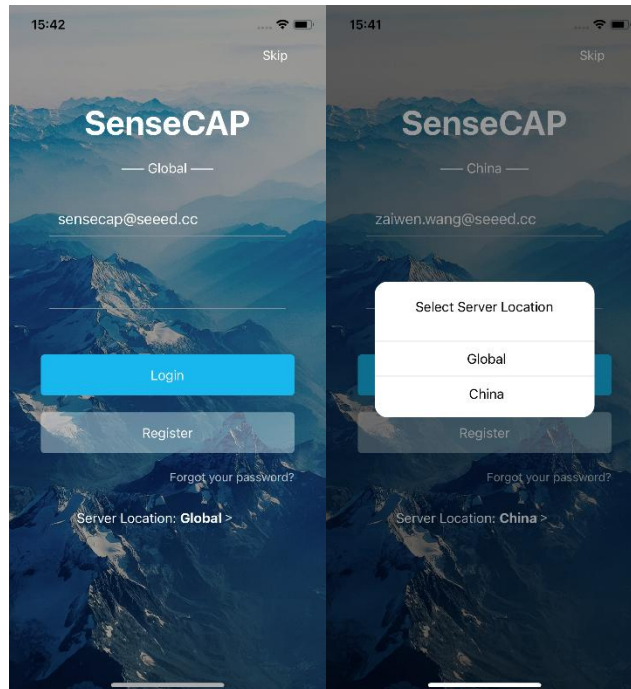 15:42
Skip
SenseCAP
Global
sensecap@seeed.cc
Login
Register
Forgot your password?
Server Location: Global >
15:41
Skip
SenseCAP
China
zaiwen.wang@seeed.cc
Select Server Location
Global
China
Register
Forgot your password?
Server Location: China >